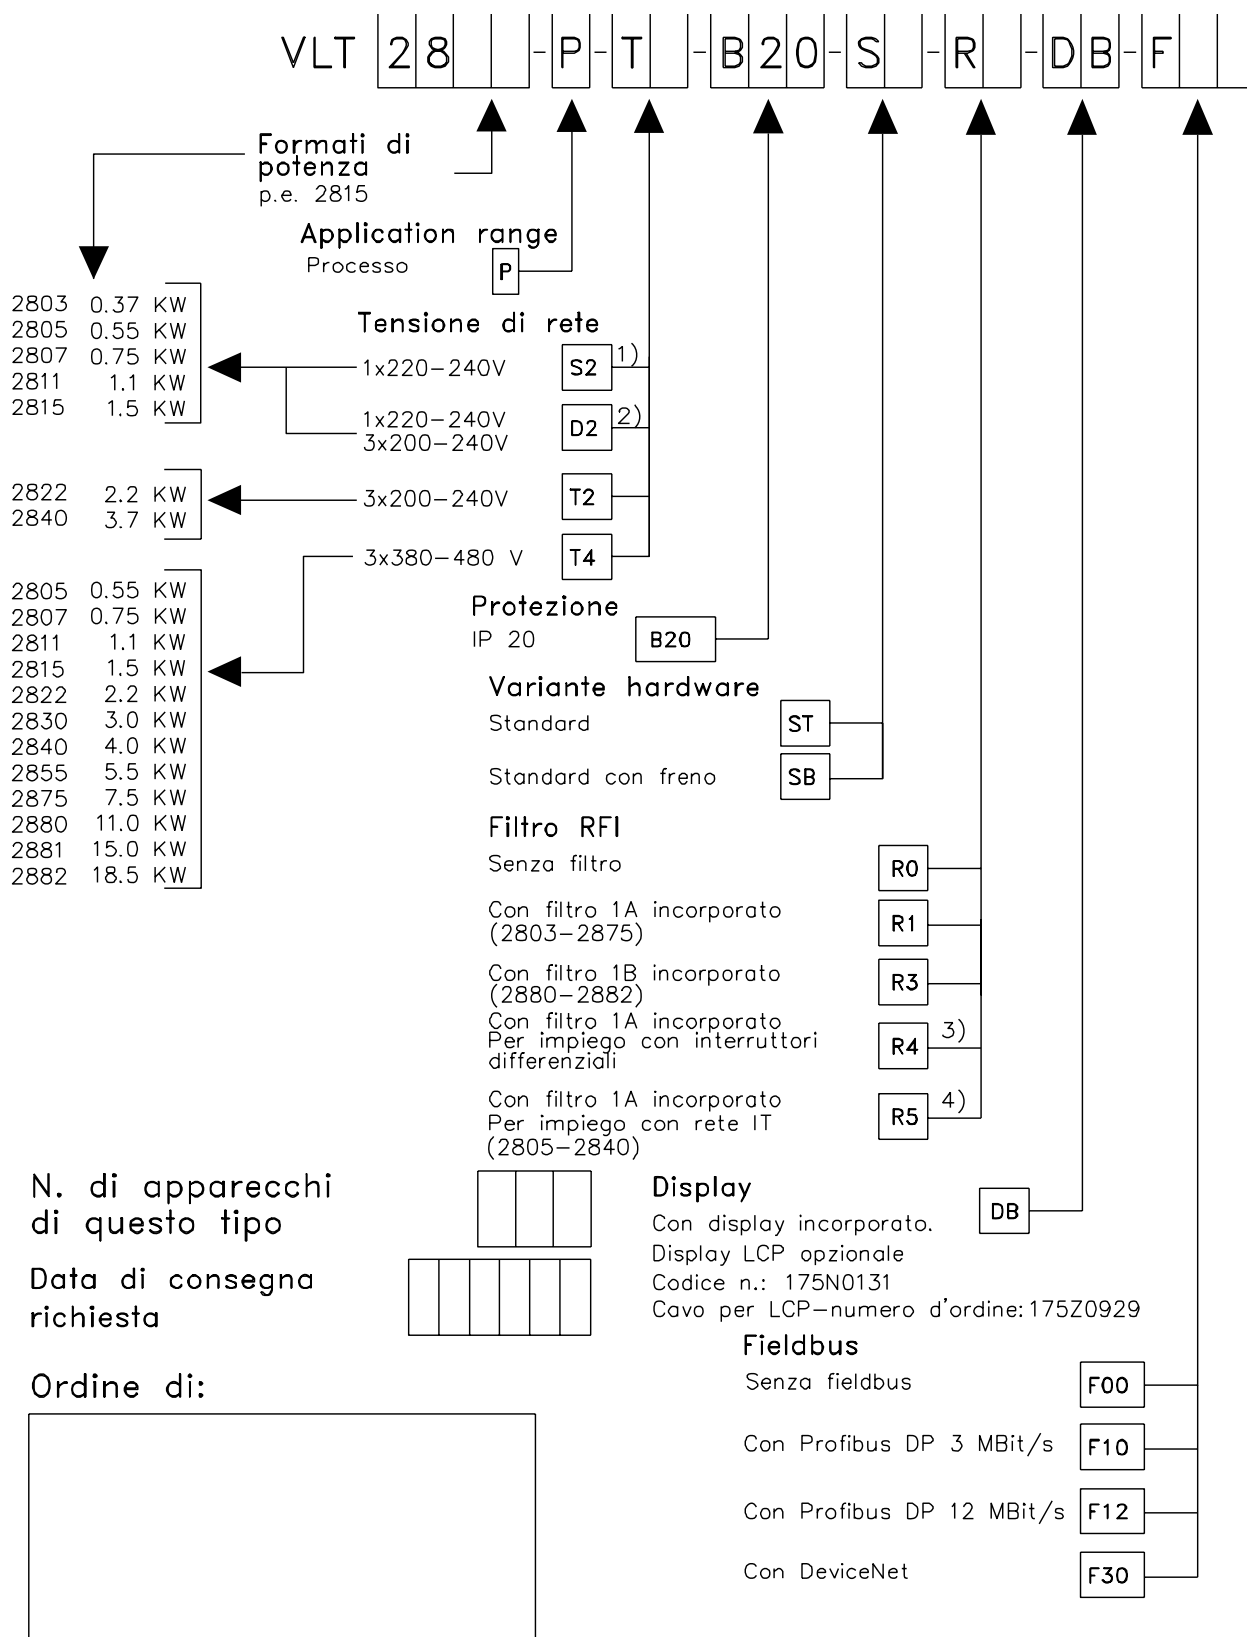 VLT 28 -P-T -B20-S -R -DB-F
Formati di
potenza
p.e. 2815
Application range
Processo P
Tensione di rete
1x220-240V S2 1)
1x220-240V
3x200-240V D2 2)
3x200-240V T2
3x380-480 V T4
2803 0.37 KW
2805 0.55 KW
2807 0.75 KW
2811 1.1 KW
2815 1.5 KW
2822 2.2 KW
2840 3.7 KW
2805 0.55 KW
2807 0.75 KW
2811 1.1 KW
2815 1.5 KW
2822 2.2 KW
2830 3.0 KW
2840 4.0 KW
2855 5.5 KW
2875 7.5 KW
2880 11.0 KW
2881 15.0 KW
2882 18.5 KW
Protezione
IP 20 B20
Variante hardware
Standard ST
Standard con freno SB
Filtro RFI
Senza filtro R0
Con filtro 1A incorporato
(2803-2875) R1
Con filtro 1B incorporato
(2880-2882) R3
Con filtro 1A incorporato
Per impiego con interruttori
differenziali R4 3)
Con filtro 1A incorporato
Per impiego con rete IT
(2805-2840) R5 4)
N. di apparecchi
di questo tipo
Data di consegna
richiesta
Ordine di:
Display
Con display incorporato. DB
Display LCP opzionale
Codice n.: 175N0131
Cavo per LCP-numero d'ordine: 175Z0929
Fieldbus
Senza fieldbus F00
Con Profibus DP 3 MBit/s F10
Con Profibus DP 12 MBit/s F12
Con DeviceNet F30